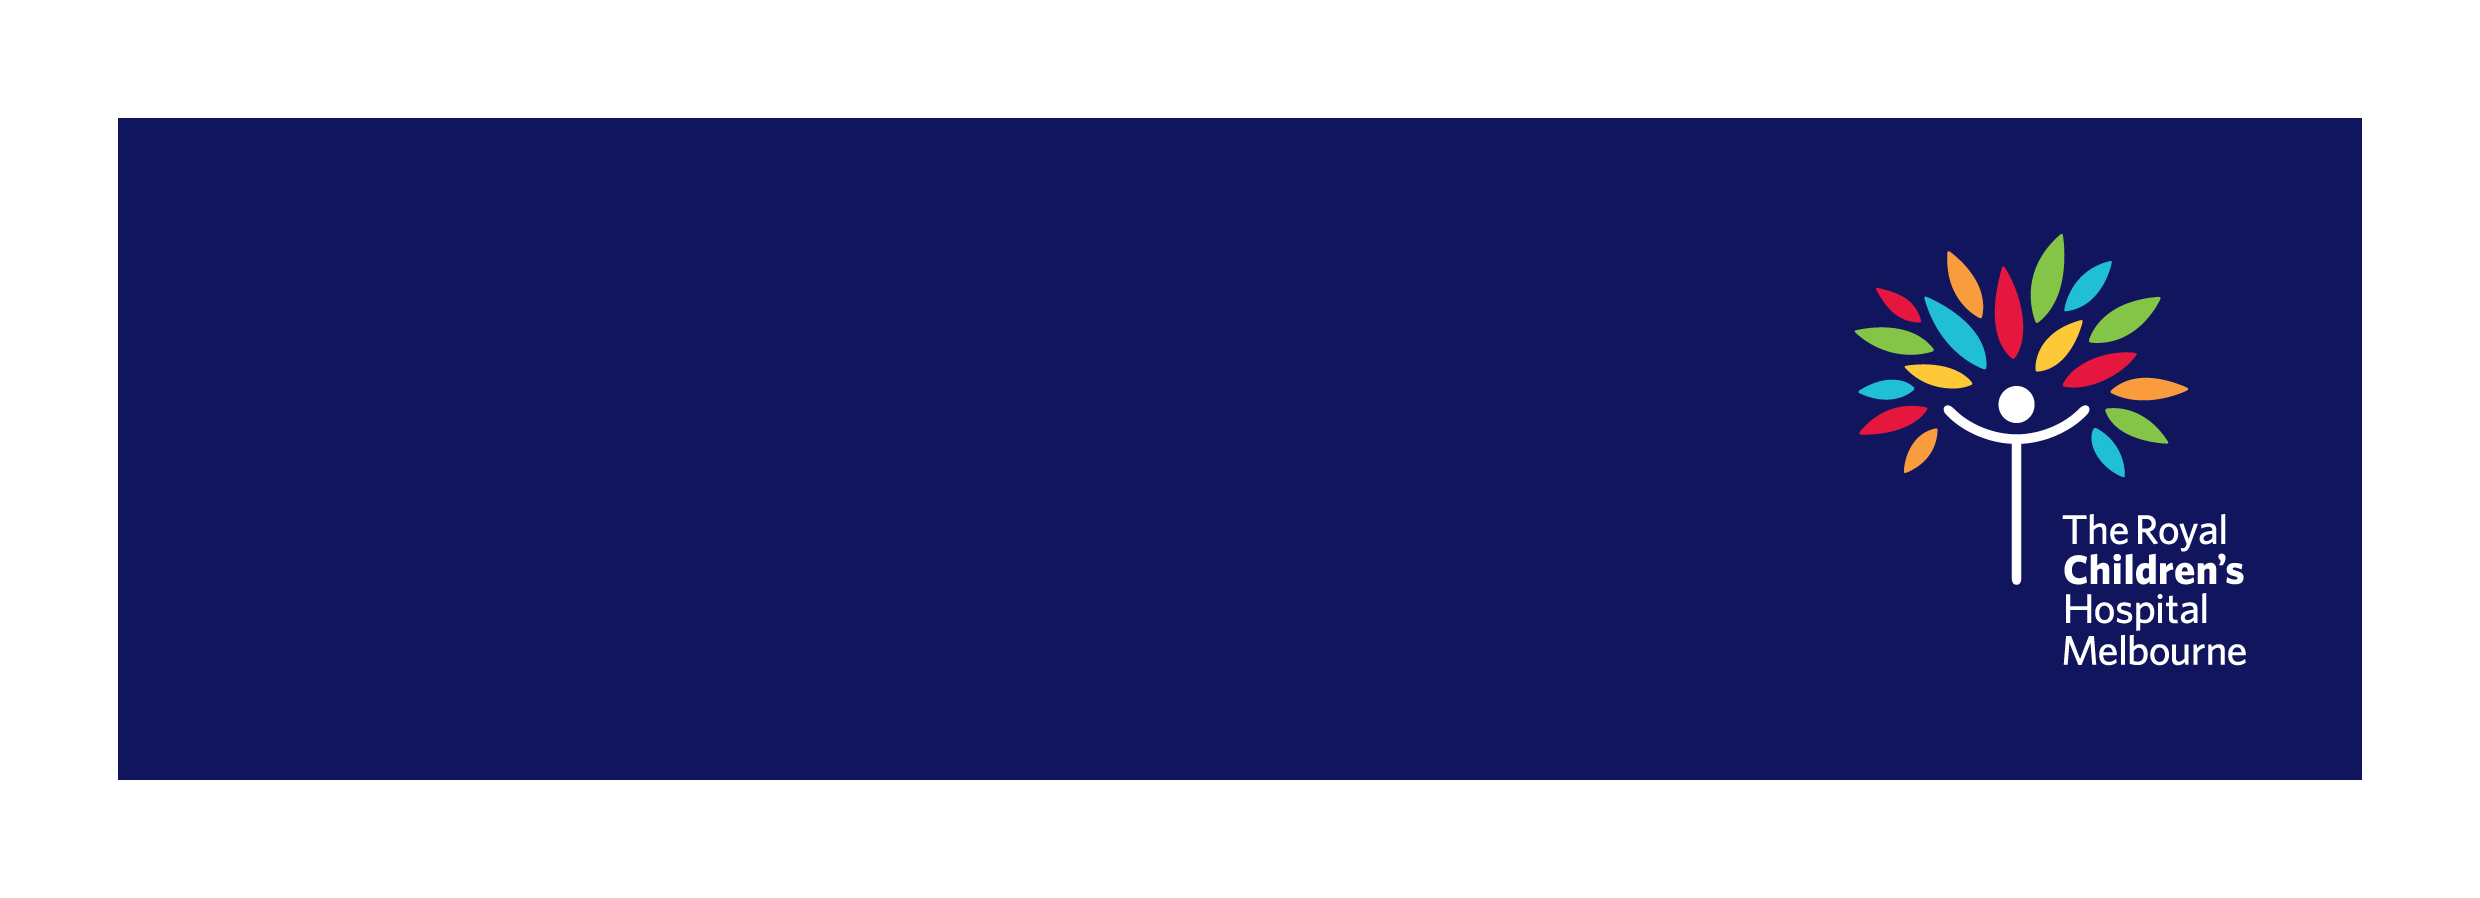 The Royal
Children’s
Hospital
Melbourne